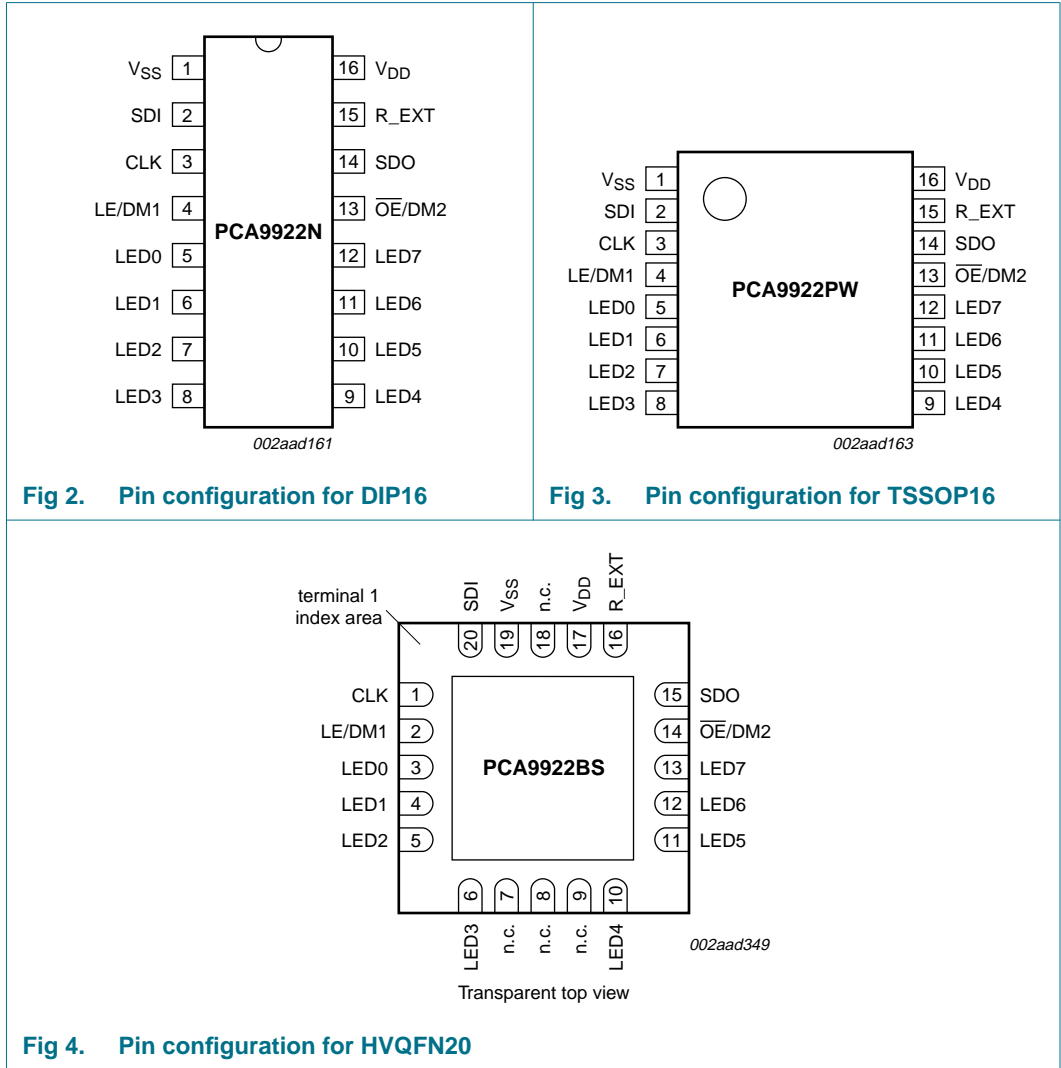 VSS 1
SDI 2
CLK 3
LE/DM1 4
LED0 5
LED1 6
LED2 7
LED3 8
PCA9922N
16 VDD
15 R_EXT
14 SDO
13 O̅E̅/DM2
12 LED7
11 LED6
10 LED5
9 LED4
002aad161
Fig 2. Pin configuration for DIP16
VSS 1
SDI 2
CLK 3
LE/DM1 4
LED0 5
LED1 6
LED2 7
LED3 8
PCA9922PW
16 VDD
15 R_EXT
14 SDO
13 O̅E̅/DM2
12 LED7
11 LED6
10 LED5
9 LED4
002aad163
Fig 3. Pin configuration for TSSOP16
terminal 1
index area
SDI 20
VSS 19
n.c. 18
VDD 17
R_EXT 16
CLK 1
LE/DM1 2
LED0 3
LED1 4
LED2 5
PCA9922BS
15 SDO
14 O̅E̅/DM2
13 LED7
12 LED6
11 LED5
LED3 6
n.c. 7
n.c. 8
n.c. 9
LED4 10
002aad349
Transparent top view
Fig 4. Pin configuration for HVQFN20